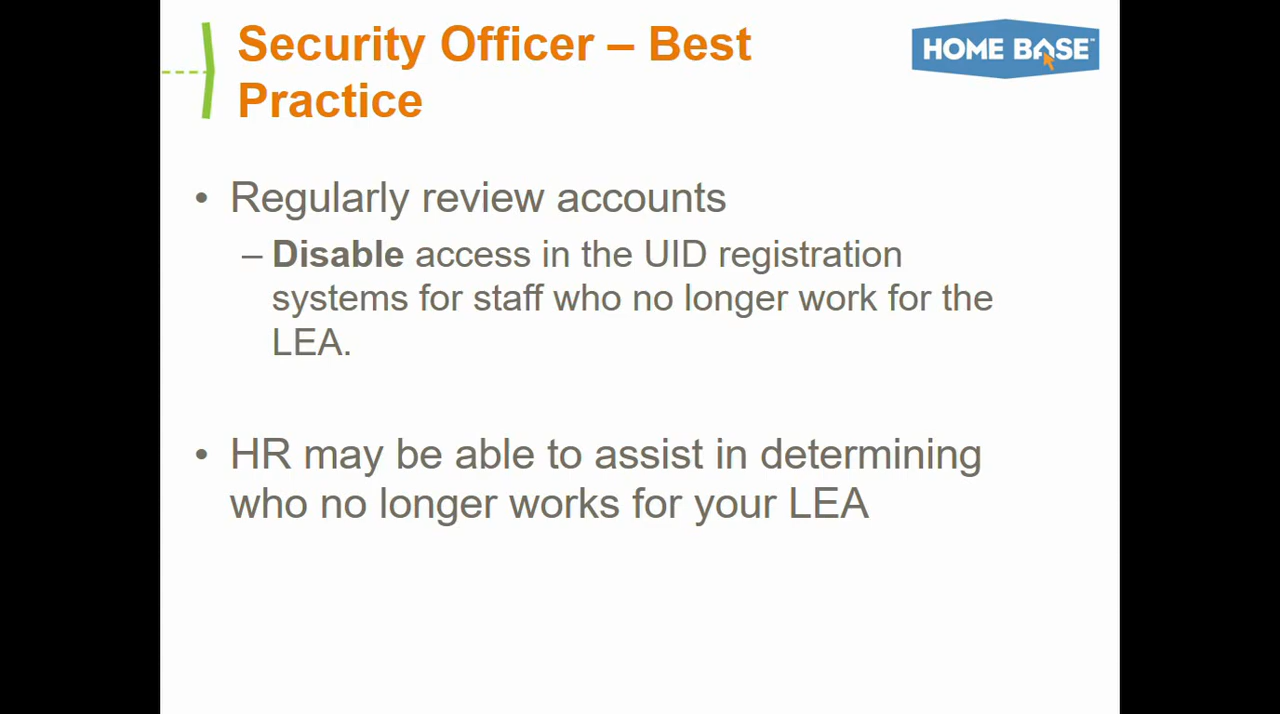 Security Officer – Best
Practice
HOME BASE™
• Regularly review accounts
– Disable access in the UID registration
systems for staff who no longer work for the
LEA.
• HR may be able to assist in determining
who no longer works for your LEA